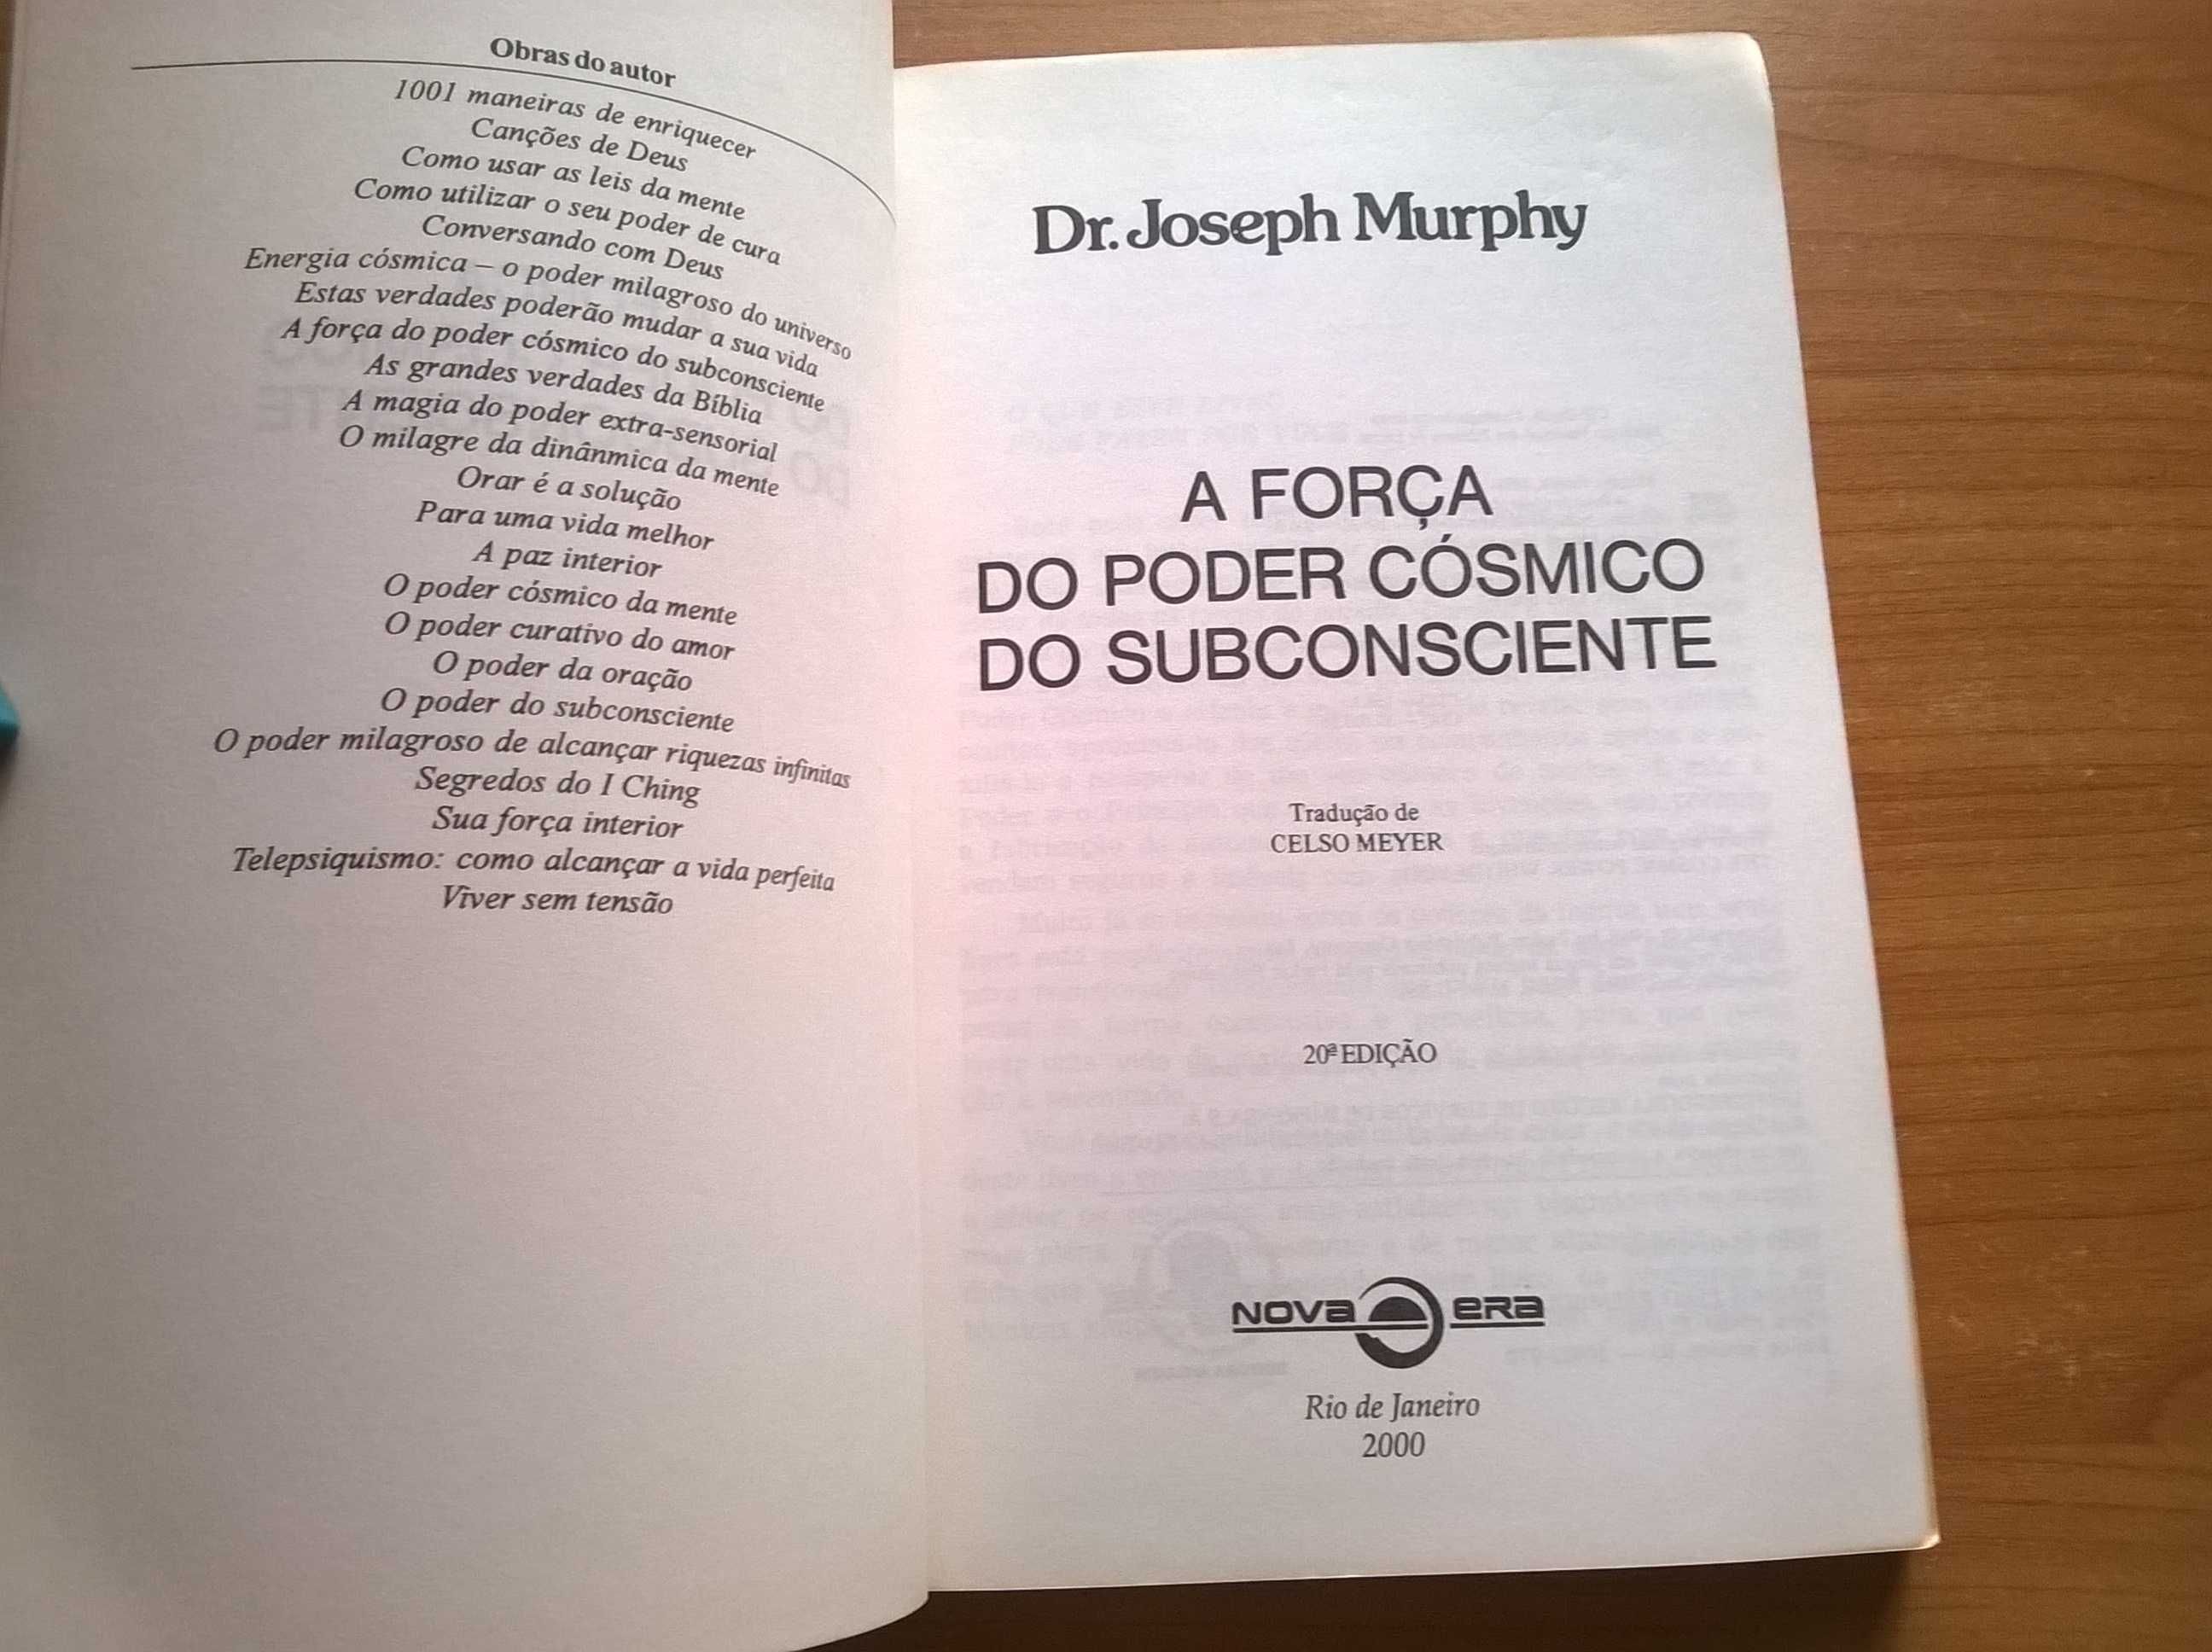 Obras do autor
1001 maneiras de enriquecer
Canções de Deus
Como usar as leis da mente
Como utilizar o seu poder de cura
Conversando com Deus
Energia cósmica – o poder milagroso do universo
Estas verdades poderão mudar a sua vida
A força do poder cósmico do subconsciente
As grandes verdades da Bíblia
A magia do poder extra-sensorial
O milagre da dinânmica da mente
Orar é a solução
Para uma vida melhor
A paz interior
O poder cósmico da mente
O poder curativo do amor
O poder da oração
O poder do subconsciente
O poder milagroso de alcançar riquezas infinitas
Segredos do I Ching
Sua força interior
Telepsiquismo: como alcançar a vida perfeita
Viver sem tensão
Dr. Joseph Murphy
A FORÇA
DO PODER CÓSMICO
DO SUBCONSCIENTE
Tradução de
CELSO MEYER
20ª EDIÇÃO
NOVA ERA
Rio de Janeiro
2000